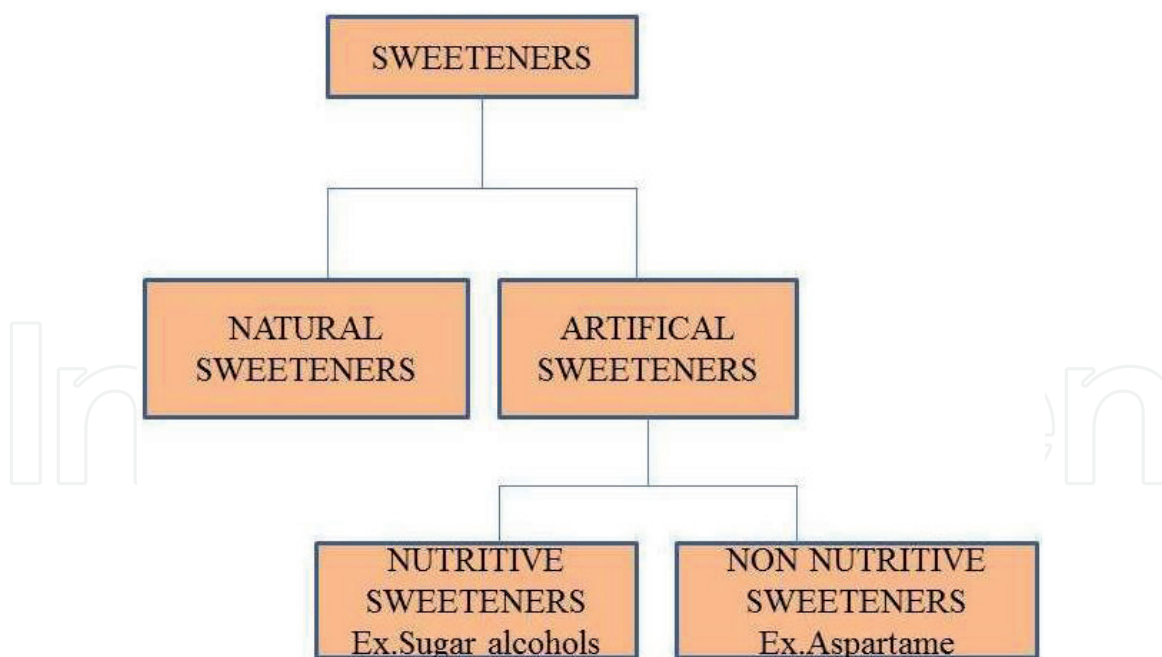 SWEETENERS
NATURAL
SWEETENERS
ARTIFICAL
SWEETENERS
NUTRITIVE
SWEETENERS
Ex.Sugar alcohols
NON NUTRITIVE
SWEETENERS
Ex.Aspartame